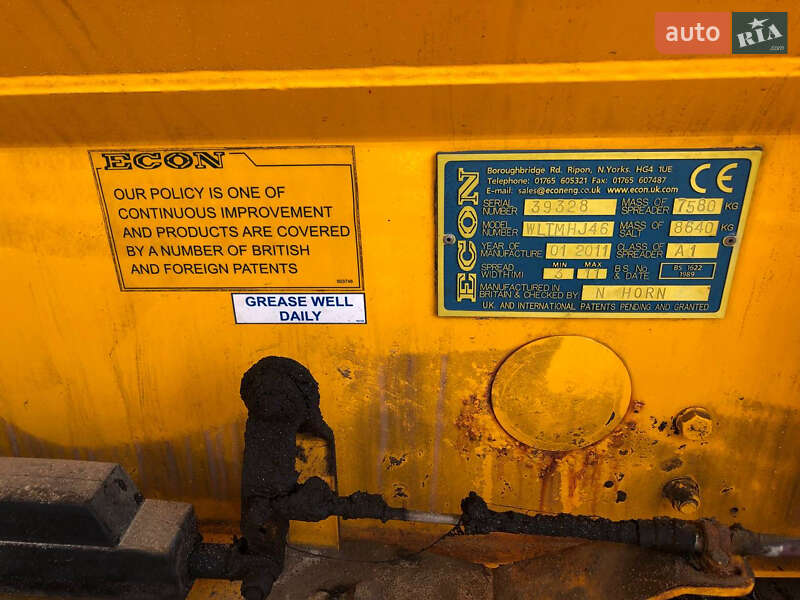 auto RIA .com
ECON
OUR POLICY IS ONE OF
CONTINUOUS IMPROVEMENT
AND PRODUCTS ARE COVERED
BY A NUMBER OF BRITISH
AND FOREIGN PATENTS
GREASE WELL
DAILY
ECON
Boroughbridge Rd. Ripon, N.Yorks. HG4 1UE
Telephone: 01765 605321 Fax: 01765 607487
E-mail: sales@econeng.co.uk www.econ.uk.com
CE
SERIAL NUMBER 39328 MASS OF SPREADER 7580 KG
MODEL NUMBER WLTMHJ46 MASS OF SALT 8640 KG
YEAR OF MANUFACTURE 01 2011 CLASS OF SPREADER A1
SPREAD WIDTH(M) MIN 3 MAX 11 B.S. No & DATE BS 1622 1989
MANUFACTURED IN BRITAIN & CHECKED BY N HORN
U.K. AND INTERNATIONAL PATENTS PENDING AND GRANTED